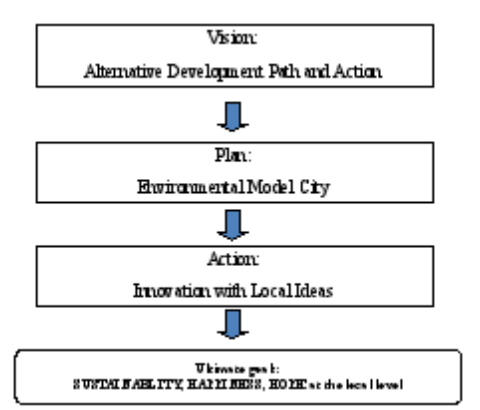 Vision:
Alternative Development Path and Action
Plan:
Environmental Model City
Action:
Innovation with Local Ideas
Ultimate goal:
SUSTAINABILITY, HAPPINESS, HOPE at the local level